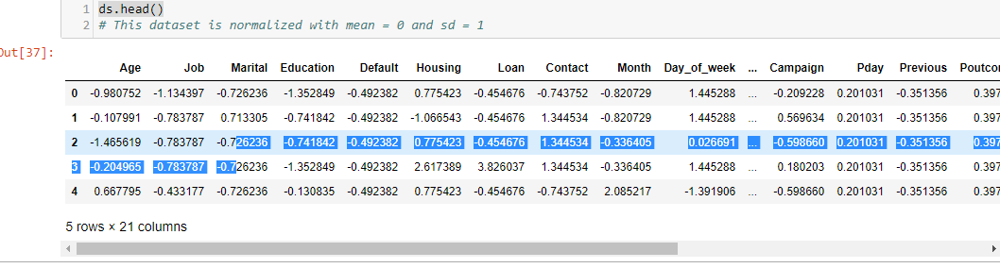 1 ds.head()
2 # This dataset is normalized with mean = 0 and sd = 1
Out[37]:
Age Job Marital Education Default Housing Loan Contact Month Day_of_week ... Campaign Pday Previous Poutcon
0 -0.980752 -1.134397 -0.726236 -1.352849 -0.492382 0.775423 -0.454676 -0.743752 -0.820729 1.445288 ... -0.209228 0.201031 -0.351356 0.397
1 -0.107991 -0.783787 0.713305 -0.741842 -0.492382 -1.066543 -0.454676 1.344534 -0.820729 1.445288 ... 0.569634 0.201031 -0.351356 0.397
2 -1.465619 -0.783787 -0.726236 -0.741842 -0.492382 0.775423 -0.454676 1.344534 -0.336405 0.026691 ... -0.598660 0.201031 -0.351356 0.397
3 -0.204965 -0.783787 -0.726236 -1.352849 -0.492382 2.617389 3.826037 1.344534 -0.336405 1.445288 ... 0.180203 0.201031 -0.351356 0.397
4 0.667795 -0.433177 -0.726236 -0.130835 -0.492382 0.775423 -0.454676 -0.743752 2.085217 -1.391906 ... -0.598660 0.201031 -0.351356 0.397
5 rows × 21 columns